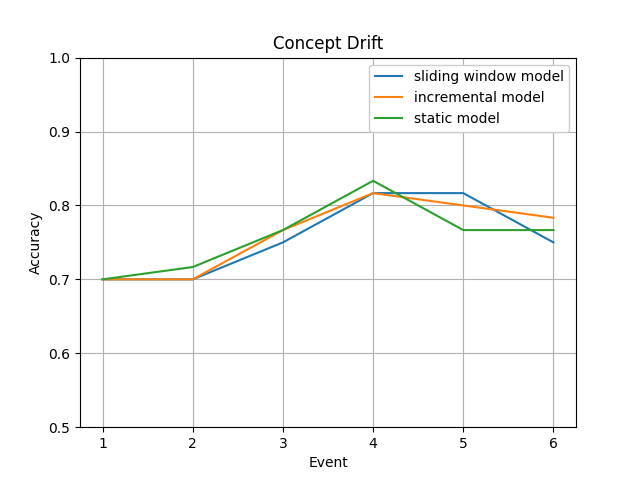 Concept Drift
1.0
0.9
0.8
0.7
0.6
0.5
Accuracy
sliding window model
incremental model
static model
1 2 3 4 5 6
Event